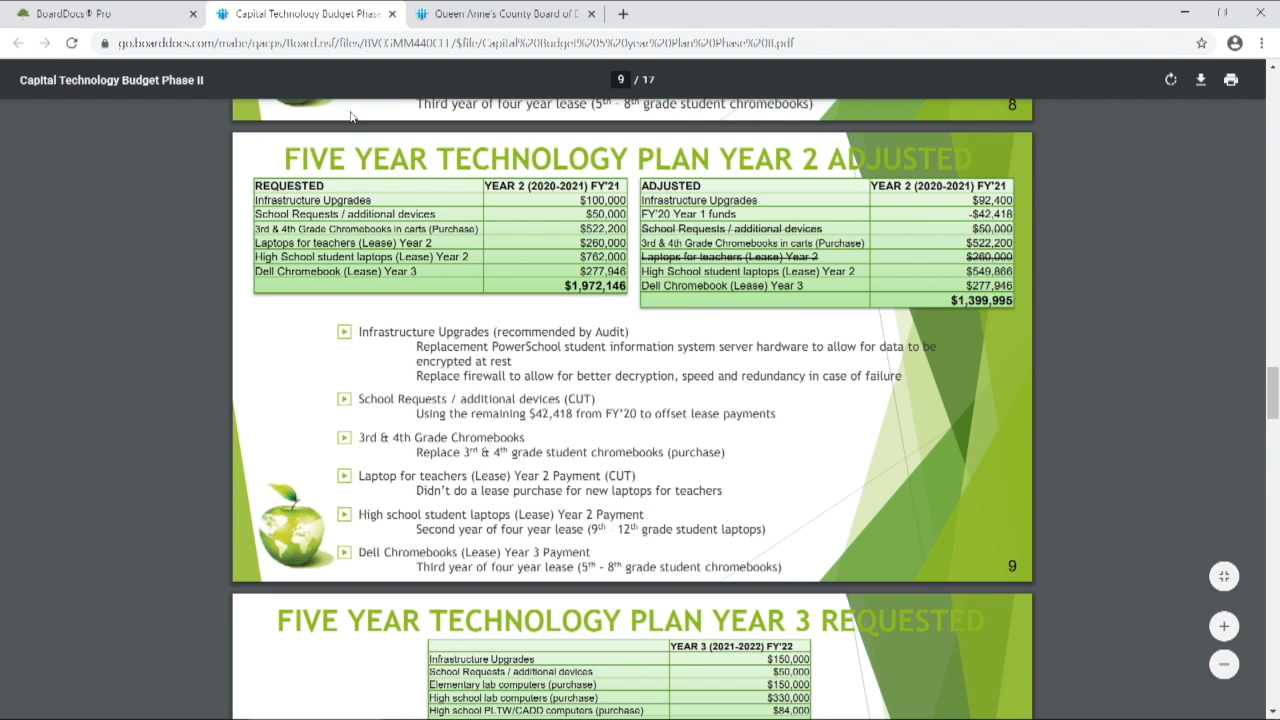 BoardDocs® Pro
Capital Technology Budget Phase
Queen Anne's County Board of
Capital Technology Budget Phase II
9 / 17
Third year of four year lease (5th - 8th grade student chromebooks)
8
FIVE YEAR TECHNOLOGY PLAN YEAR 2 ADJUSTED
REQUESTED YEAR 2 (2020-2021) FY'21
Infrastructure Upgrades $100,000
School Requests / additional devices $50,000
3rd & 4th Grade Chromebooks in carts (Purchase) $522,200
Laptops for teachers (Lease) Year 2 $260,000
High School student laptops (Lease) Year 2 $762,000
Dell Chromebook (Lease) Year 3 $277,946
$1,972,146
ADJUSTED YEAR 2 (2020-2021) FY'21
Infrastructure Upgrades $92,400
FY'20 Year 1 funds -$42,418
School Requests / additional devices $50,000
3rd & 4th Grade Chromebooks in carts (Purchase) $522,200
Laptops for teachers (Lease) Year 2 $260,000
High School student laptops (Lease) Year 2 $549,866
Dell Chromebook (Lease) Year 3 $277,946
$1,399,995
Infrastructure Upgrades (recommended by Audit)
Replacement PowerSchool student information system server hardware to allow for data to be
encrypted at rest
Replace firewall to allow for better decryption, speed and redundancy in case of failure
School Requests / additional devices (CUT)
Using the remaining $42,418 from FY'20 to offset lease payments
3rd & 4th Grade Chromebooks
Replace 3rd & 4th grade student chromebooks (purchase)
Laptop for teachers (Lease) Year 2 Payment (CUT)
Didn't do a lease purchase for new laptops for teachers
High school student laptops (Lease) Year 2 Payment
Second year of four year lease (9th - 12th grade student laptops)
Dell Chromebooks (Lease) Year 3 Payment
Third year of four year lease (5th - 8th grade student chromebooks)
9
FIVE YEAR TECHNOLOGY PLAN YEAR 3 REQUESTED
YEAR 3 (2021-2022) FY'22
Infrastructure Upgrades $150,000
School Requests / additional devices $50,000
Elementary lab computers (purchase) $150,000
High school lab computers (purchase) $330,000
High school PLTW/CADD computers (purchase) $84,000